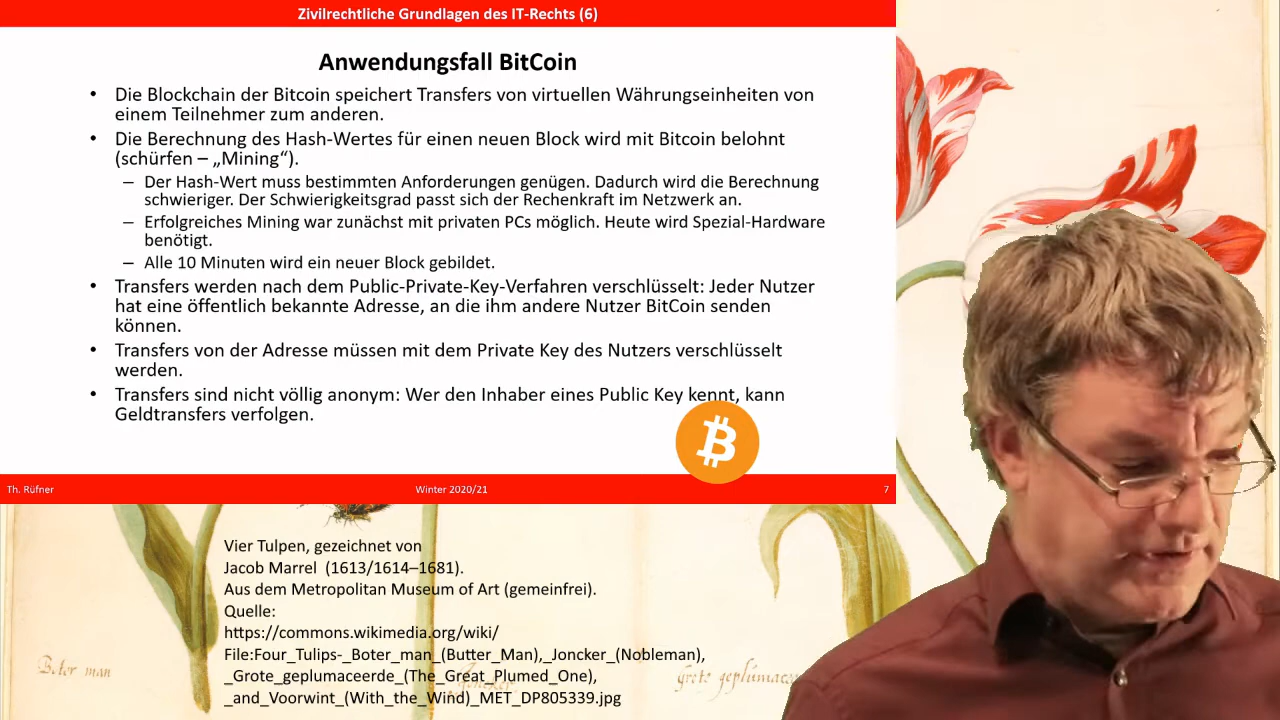 Zivilrechtliche Grundlagen des IT-Rechts (6)
Anwendungsfall BitCoin
• Die Blockchain der Bitcoin speichert Transfers von virtuellen Währungseinheiten von
einem Teilnehmer zum anderen.
• Die Berechnung des Hash-Wertes für einen neuen Block wird mit Bitcoin belohnt
(schürfen – „Mining“).
– Der Hash-Wert muss bestimmten Anforderungen genügen. Dadurch wird die Berechnung
schwieriger. Der Schwierigkeitsgrad passt sich der Rechenkraft im Netzwerk an.
– Erfolgreiches Mining war zunächst mit privaten PCs möglich. Heute wird Spezial-Hardware
benötigt.
– Alle 10 Minuten wird ein neuer Block gebildet.
• Transfers werden nach dem Public-Private-Key-Verfahren verschlüsselt: Jeder Nutzer
hat eine öffentlich bekannte Adresse, an die ihm andere Nutzer BitCoin senden
können.
• Transfers von der Adresse müssen mit dem Private Key des Nutzers verschlüsselt
werden.
• Transfers sind nicht völlig anonym: Wer den Inhaber eines Public Key kennt, kann
Geldtransfers verfolgen.
Th. Rüfner Winter 2020/21 7
Vier Tulpen, gezeichnet von
Jacob Marrel (1613/1614–1681).
Aus dem Metropolitan Museum of Art (gemeinfrei).
Quelle:
https://commons.wikimedia.org/wiki/
File:Four_Tulips-_Boter_man_(Butter_Man),_Joncker_(Nobleman),
_Grote_geplumaceerde_(The_Great_Plumed_One),
_and_Voorwint_(With_the_Wind)_MET_DP805339.jpg
Boter man